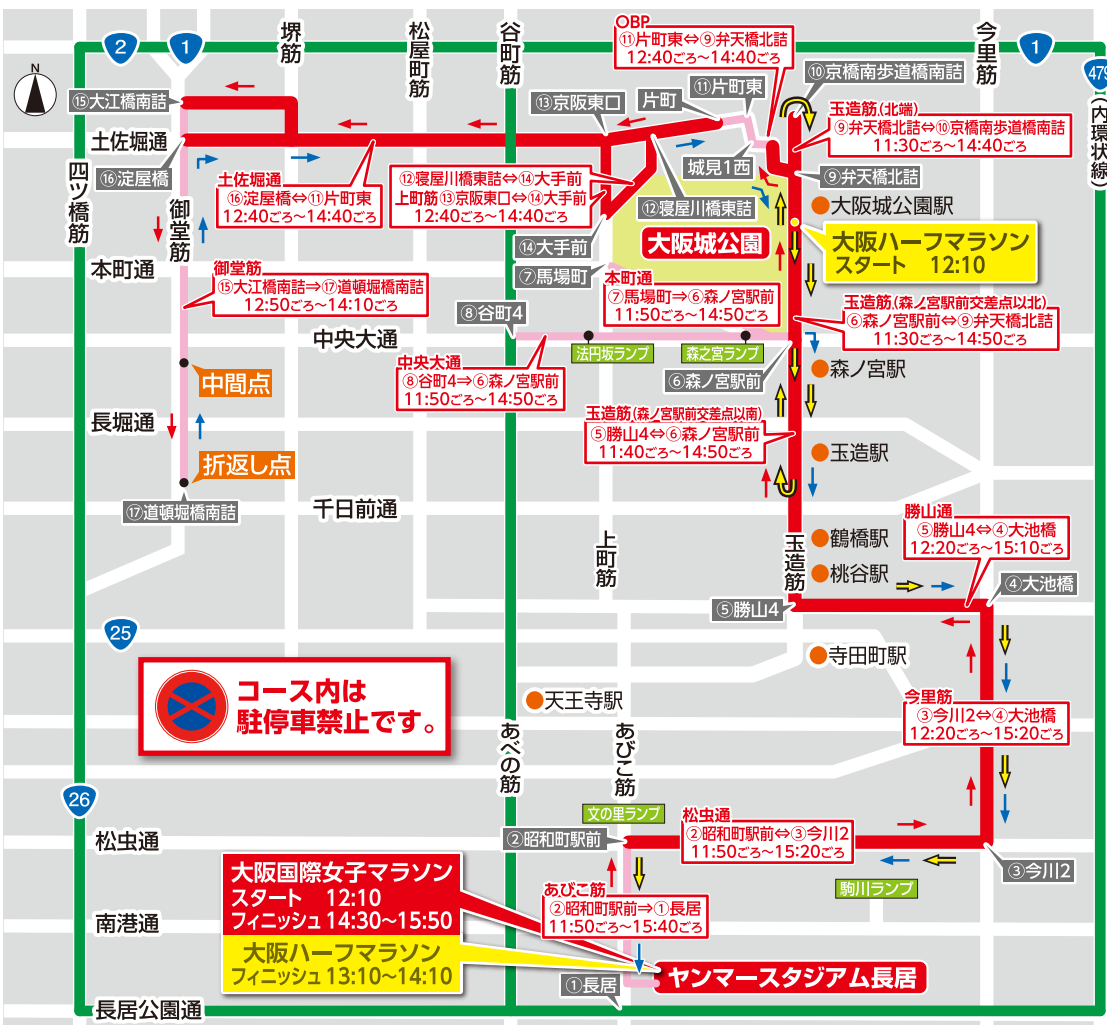 2
1
堺筋
松屋町筋
谷町筋
OBP
⑪片町東⇔⑨弁天橋北詰
12:40ごろ~14:40ごろ
今里筋
1
479
(内環状線)
N
⑩京橋南歩道橋南詰
⑪片町東
片町
⑬京阪東口
⑮大江橋南詰
玉造筋(北端)
⑨弁天橋北詰⇔⑩京橋南歩道橋南詰
11:30ごろ~14:40ごろ
土佐堀通
城見1西
⑯淀屋橋
四ツ橋筋
御堂筋
土佐堀通
⑯淀屋橋⇔⑪片町東
12:40ごろ~14:40ごろ
⑫寝屋川橋東詰⇔⑭大手前
上町筋⑬京阪東口⇔⑭大手前
12:40ごろ~14:40ごろ
⑨弁天橋北詰
⑫寝屋川橋東詰
大阪城公園駅
⑭大手前
大阪城公園
大阪ハーフマラソン
スタート 12:10
本町通
御堂筋
⑮大江橋南詰⇒⑰道頓堀橋南詰
12:50ごろ~14:10ごろ
⑦馬場町
本町通
⑦馬場町⇒⑥森ノ宮駅前
11:50ごろ~14:50ごろ
玉造筋(森ノ宮駅前交差点以北)
⑥森ノ宮駅前⇔⑨弁天橋北詰
11:30ごろ~14:50ごろ
⑧谷町4
中央大通
法円坂ランプ
森之宮ランプ
中央大通
⑧谷町4⇒⑥森ノ宮駅前
11:50ごろ~14:50ごろ
⑥森ノ宮駅前
森ノ宮駅
中間点
玉造筋(森ノ宮駅前交差点以南)
⑤勝山4⇔⑥森ノ宮駅前
11:40ごろ~14:50ごろ
長堀通
玉造駅
折返し点
⑰道頓堀橋南詰
千日前通
上町筋
玉造筋
鶴橋駅
桃谷駅
勝山通
⑤勝山4⇔④大池橋
12:20ごろ~15:10ごろ
④大池橋
⑤勝山4
25
寺田町駅
コース内は
駐停車禁止です。
天王寺駅
今里筋
③今川2⇔④大池橋
12:20ごろ~15:20ごろ
あべの筋
あびこ筋
26
文の里ランプ
松虫通
②昭和町駅前
松虫通
②昭和町駅前⇔③今川2
11:50ごろ~15:20ごろ
③今川2
駒川ランプ
大阪国際女子マラソン
スタート 12:10
フィニッシュ 14:30~15:50
大阪ハーフマラソン
フィニッシュ 13:10~14:10
あびこ筋
②昭和町駅前⇒①長居
11:50ごろ~15:40ごろ
南港通
ヤンマースタジアム長居
①長居
長居公園通